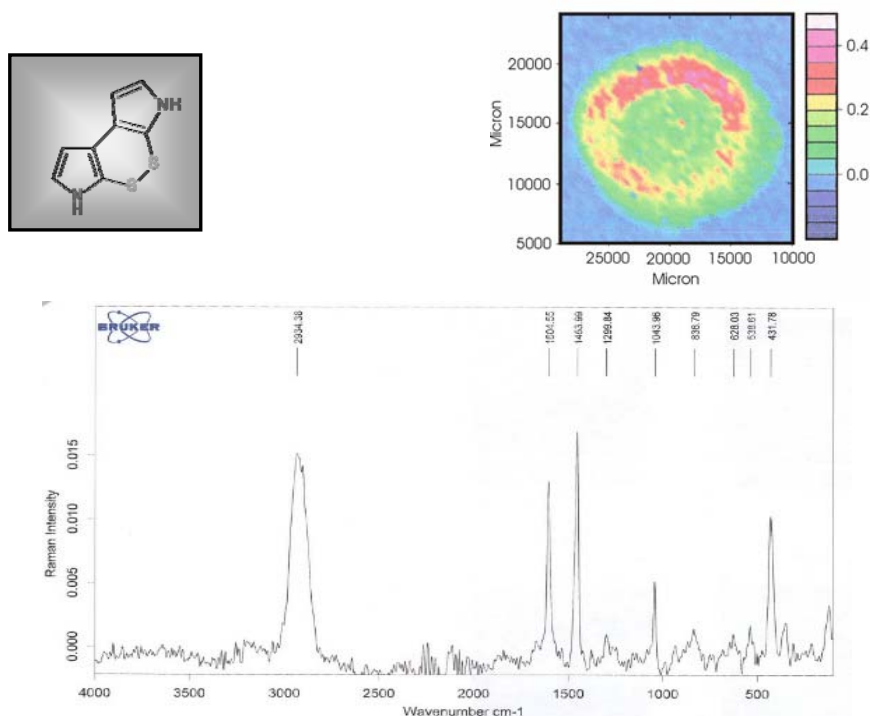 NH
S
S
N
H
Micron
20000
15000
10000
5000
25000 20000 15000 10000
Micron
0.4
0.2
0.0
BRUKER
2934.38
1604.55
1453.99
1299.84
1043.96
836.79
628.03
538.61
431.78
Raman Intensity
0.015
0.010
0.005
0.000
4000 3500 3000 2500 2000 1500 1000 500
Wavenumber cm-1